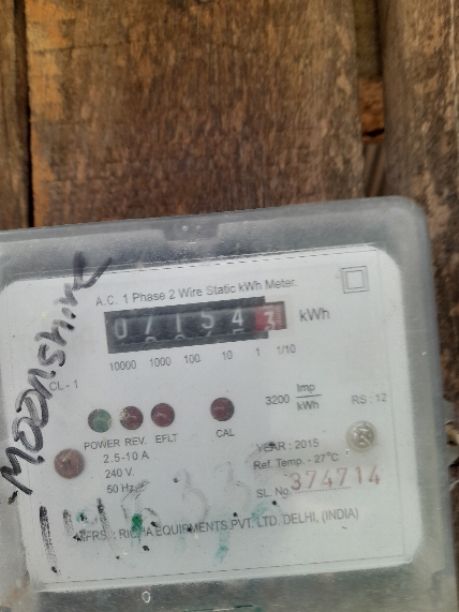 A.C. 1 Phase 2 Wire Static kWh Meter.
071543 kWh
10000 1000 100 10 1 1/10
CL - 1
3200 Imp/kWh
RS : 12
POWER REV. EFLT CAL
2.5-10 A
240 V.
50 Hz
YEAR : 2015
Ref. Temp. - 27°C
SL. No. 374714
MFRS. : RICHA EQUIPMENTS PVT. LTD. DELHI, (INDIA)
Moonshine